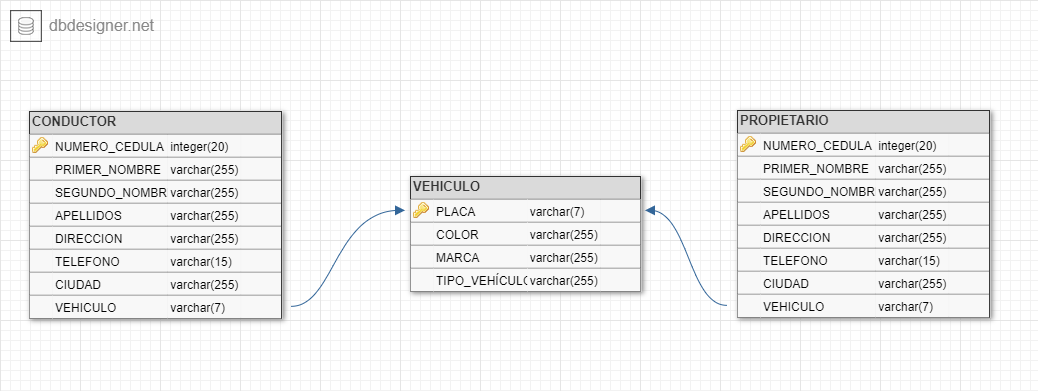 dbdesigner.net
CONDUCTOR
NUMERO_CEDULA integer(20)
PRIMER_NOMBRE varchar(255)
SEGUNDO_NOMBR varchar(255)
APELLIDOS varchar(255)
DIRECCION varchar(255)
TELEFONO varchar(15)
CIUDAD varchar(255)
VEHICULO varchar(7)
VEHICULO
PLACA varchar(7)
COLOR varchar(255)
MARCA varchar(255)
TIPO_VEHÍCULO varchar(255)
PROPIETARIO
NUMERO_CEDULA integer(20)
PRIMER_NOMBRE varchar(255)
SEGUNDO_NOMBR varchar(255)
APELLIDOS varchar(255)
DIRECCION varchar(255)
TELEFONO varchar(15)
CIUDAD varchar(255)
VEHICULO varchar(7)